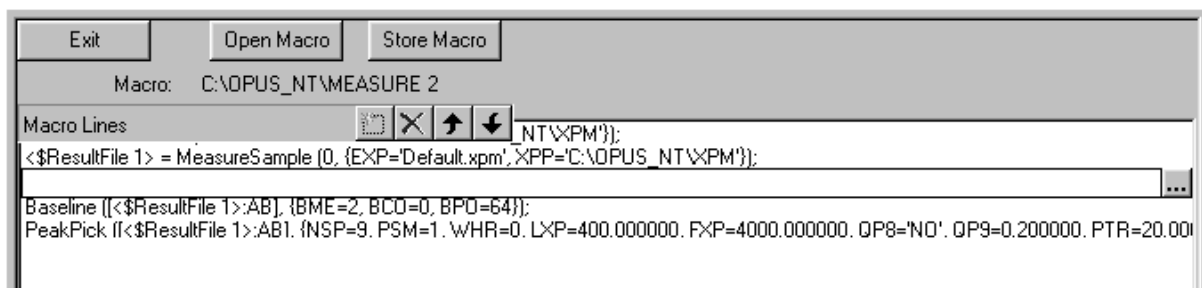 Exit Open Macro Store Macro
Macro: C:\OPUS_NT\MEASURE 2
Macro Lines
_NT\XPM'});
<$ResultFile 1> = MeasureSample (0, {EXP='Default.xpm', XPP='C:\OPUS_NT\XPM'});
...
Baseline ([<$ResultFile 1>:AB], {BME=2, BCO=0, BPO=64});
PeakPick ([<$ResultFile 1>:AB], {NSP=9, PSM=1, WHR=0, LXP=400.000000, FXP=4000.000000, QP8='NO', QP9=0.200000, PTR=20.00